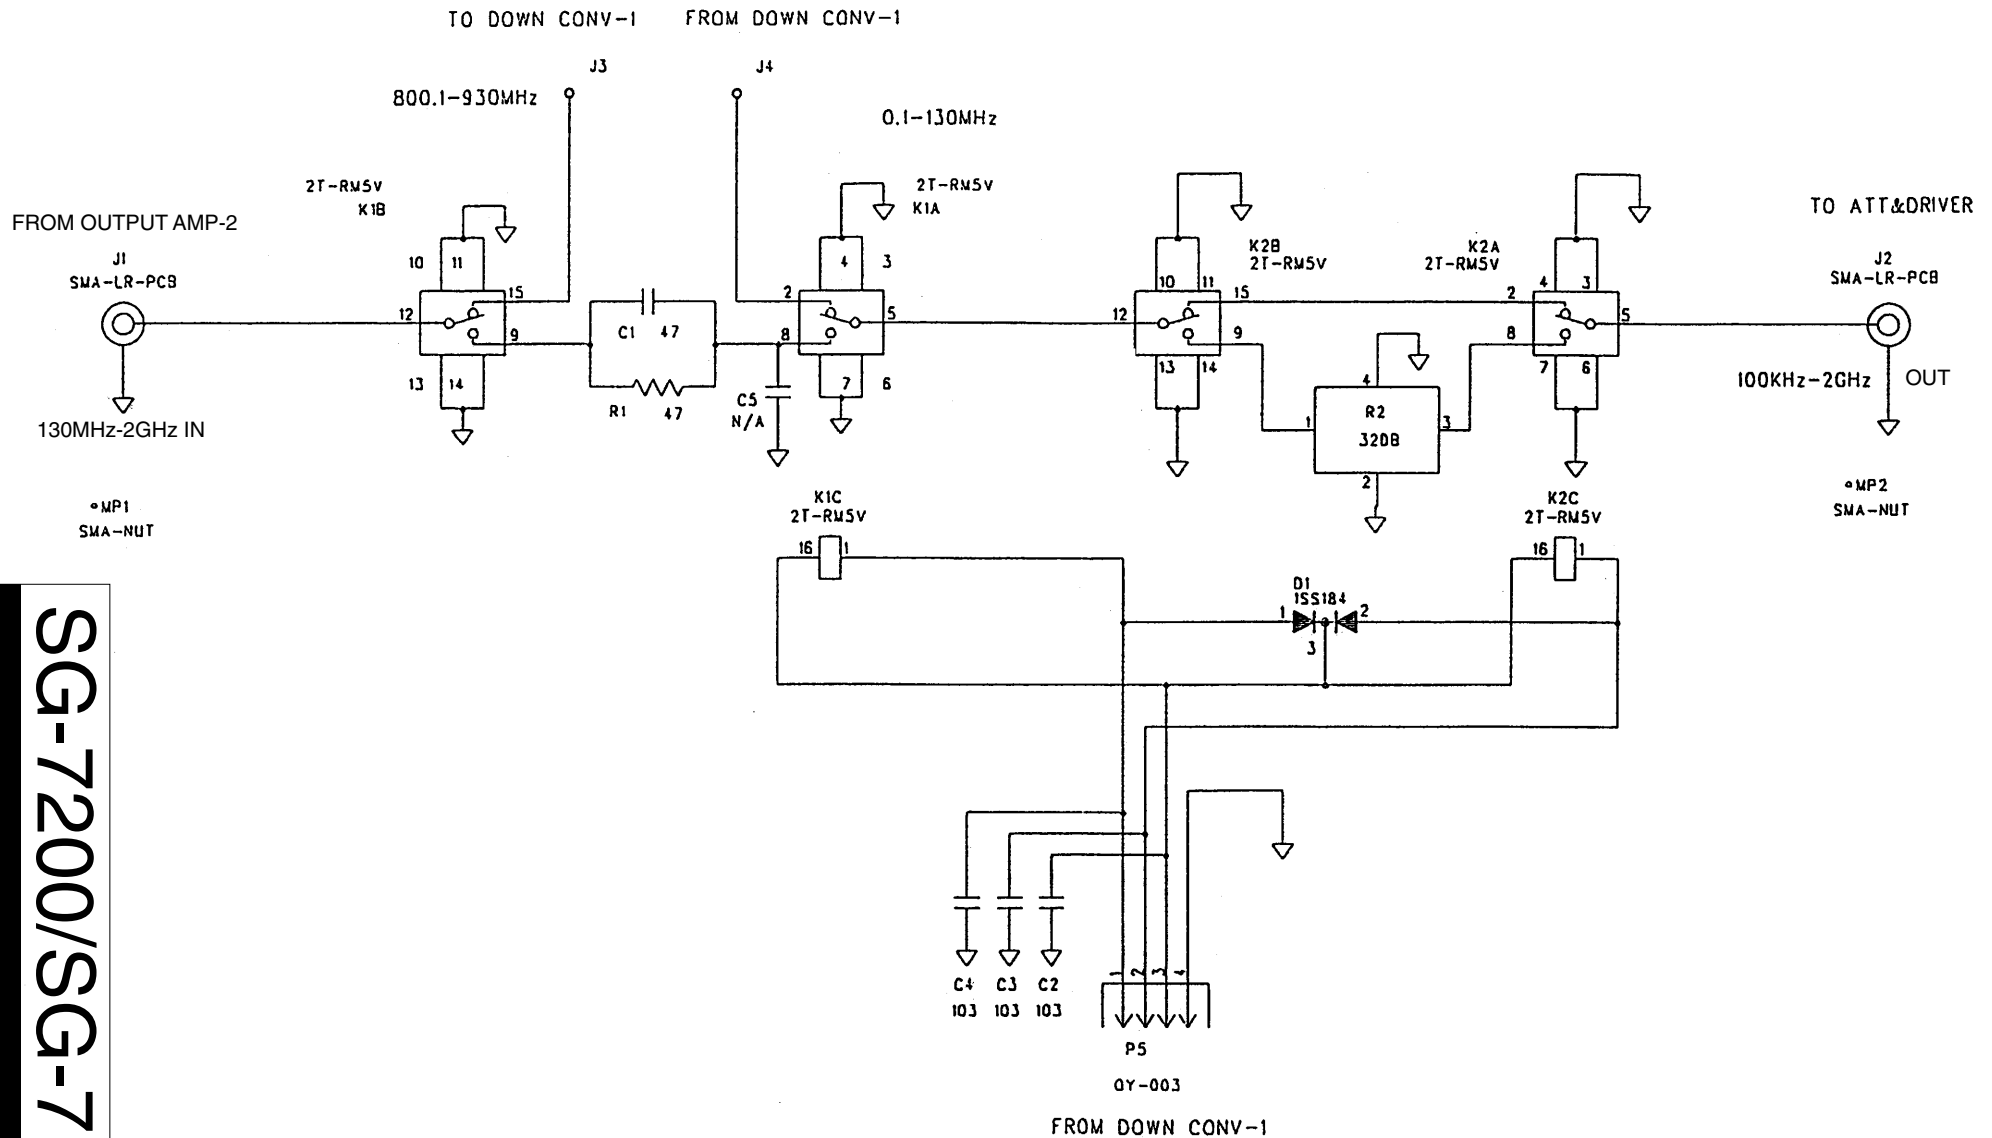 TO DOWN CONV-1 FROM DOWN CONV-1
J3 J4
800.1-930MHz
0.1-130MHz
2T-RM5V
K1B
2T-RM5V
K1A
FROM OUTPUT AMP-2
J1
SMA-LR-PCB
130MHz-2GHz IN
MP1
SMA-NUT
10 11
12 15
9
13 14
C1 47
R1 47
C5
N/A
4 3
2 5
8
7 6
K2B
2T-RM5V
10 11
12 15
9
13 14
K2A
2T-RM5V
4 3
2 5
8
7 6
4
R2
32DB
1 3
2
TO ATT&DRIVER
J2
SMA-LR-PCB
100KHz-2GHz OUT
MP2
SMA-NUT
K1C
2T-RM5V
16 1
K2C
2T-RM5V
16 1
D1
1SS184
1 2
3
C4 C3 C2
103 103 103
1 2 3 4
P5
QY-003
FROM DOWN CONV-1
SG-7200/SG-7